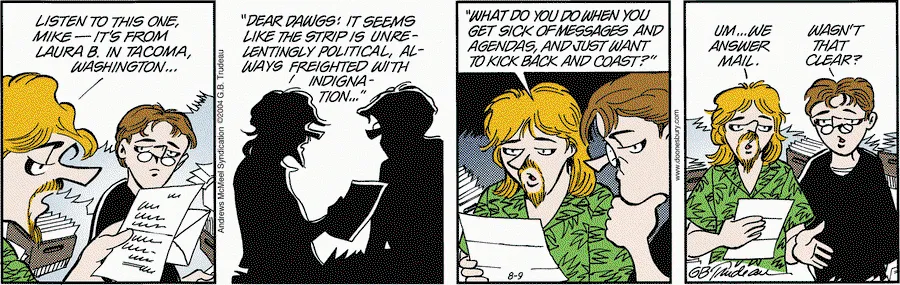 LISTEN TO THIS ONE,
MIKE — IT'S FROM
LAURA B. IN TACOMA,
WASHINGTON...
Andrews McMeel Syndication ©2004 G.B. Trudeau
"DEAR DAWGS: IT SEEMS
LIKE THE STRIP IS UNRE-
LENTINGLY POLITICAL, AL-
WAYS FREIGHTED WITH
INDIGNA-
TION..."
"WHAT DO YOU DO WHEN YOU
GET SICK OF MESSAGES AND
AGENDAS, AND JUST WANT
TO KICK BACK AND COAST?"
8-9
www.doonesbury.com
UM...WE
ANSWER
MAIL.
WASN'T
THAT
CLEAR?
GBTrudeau